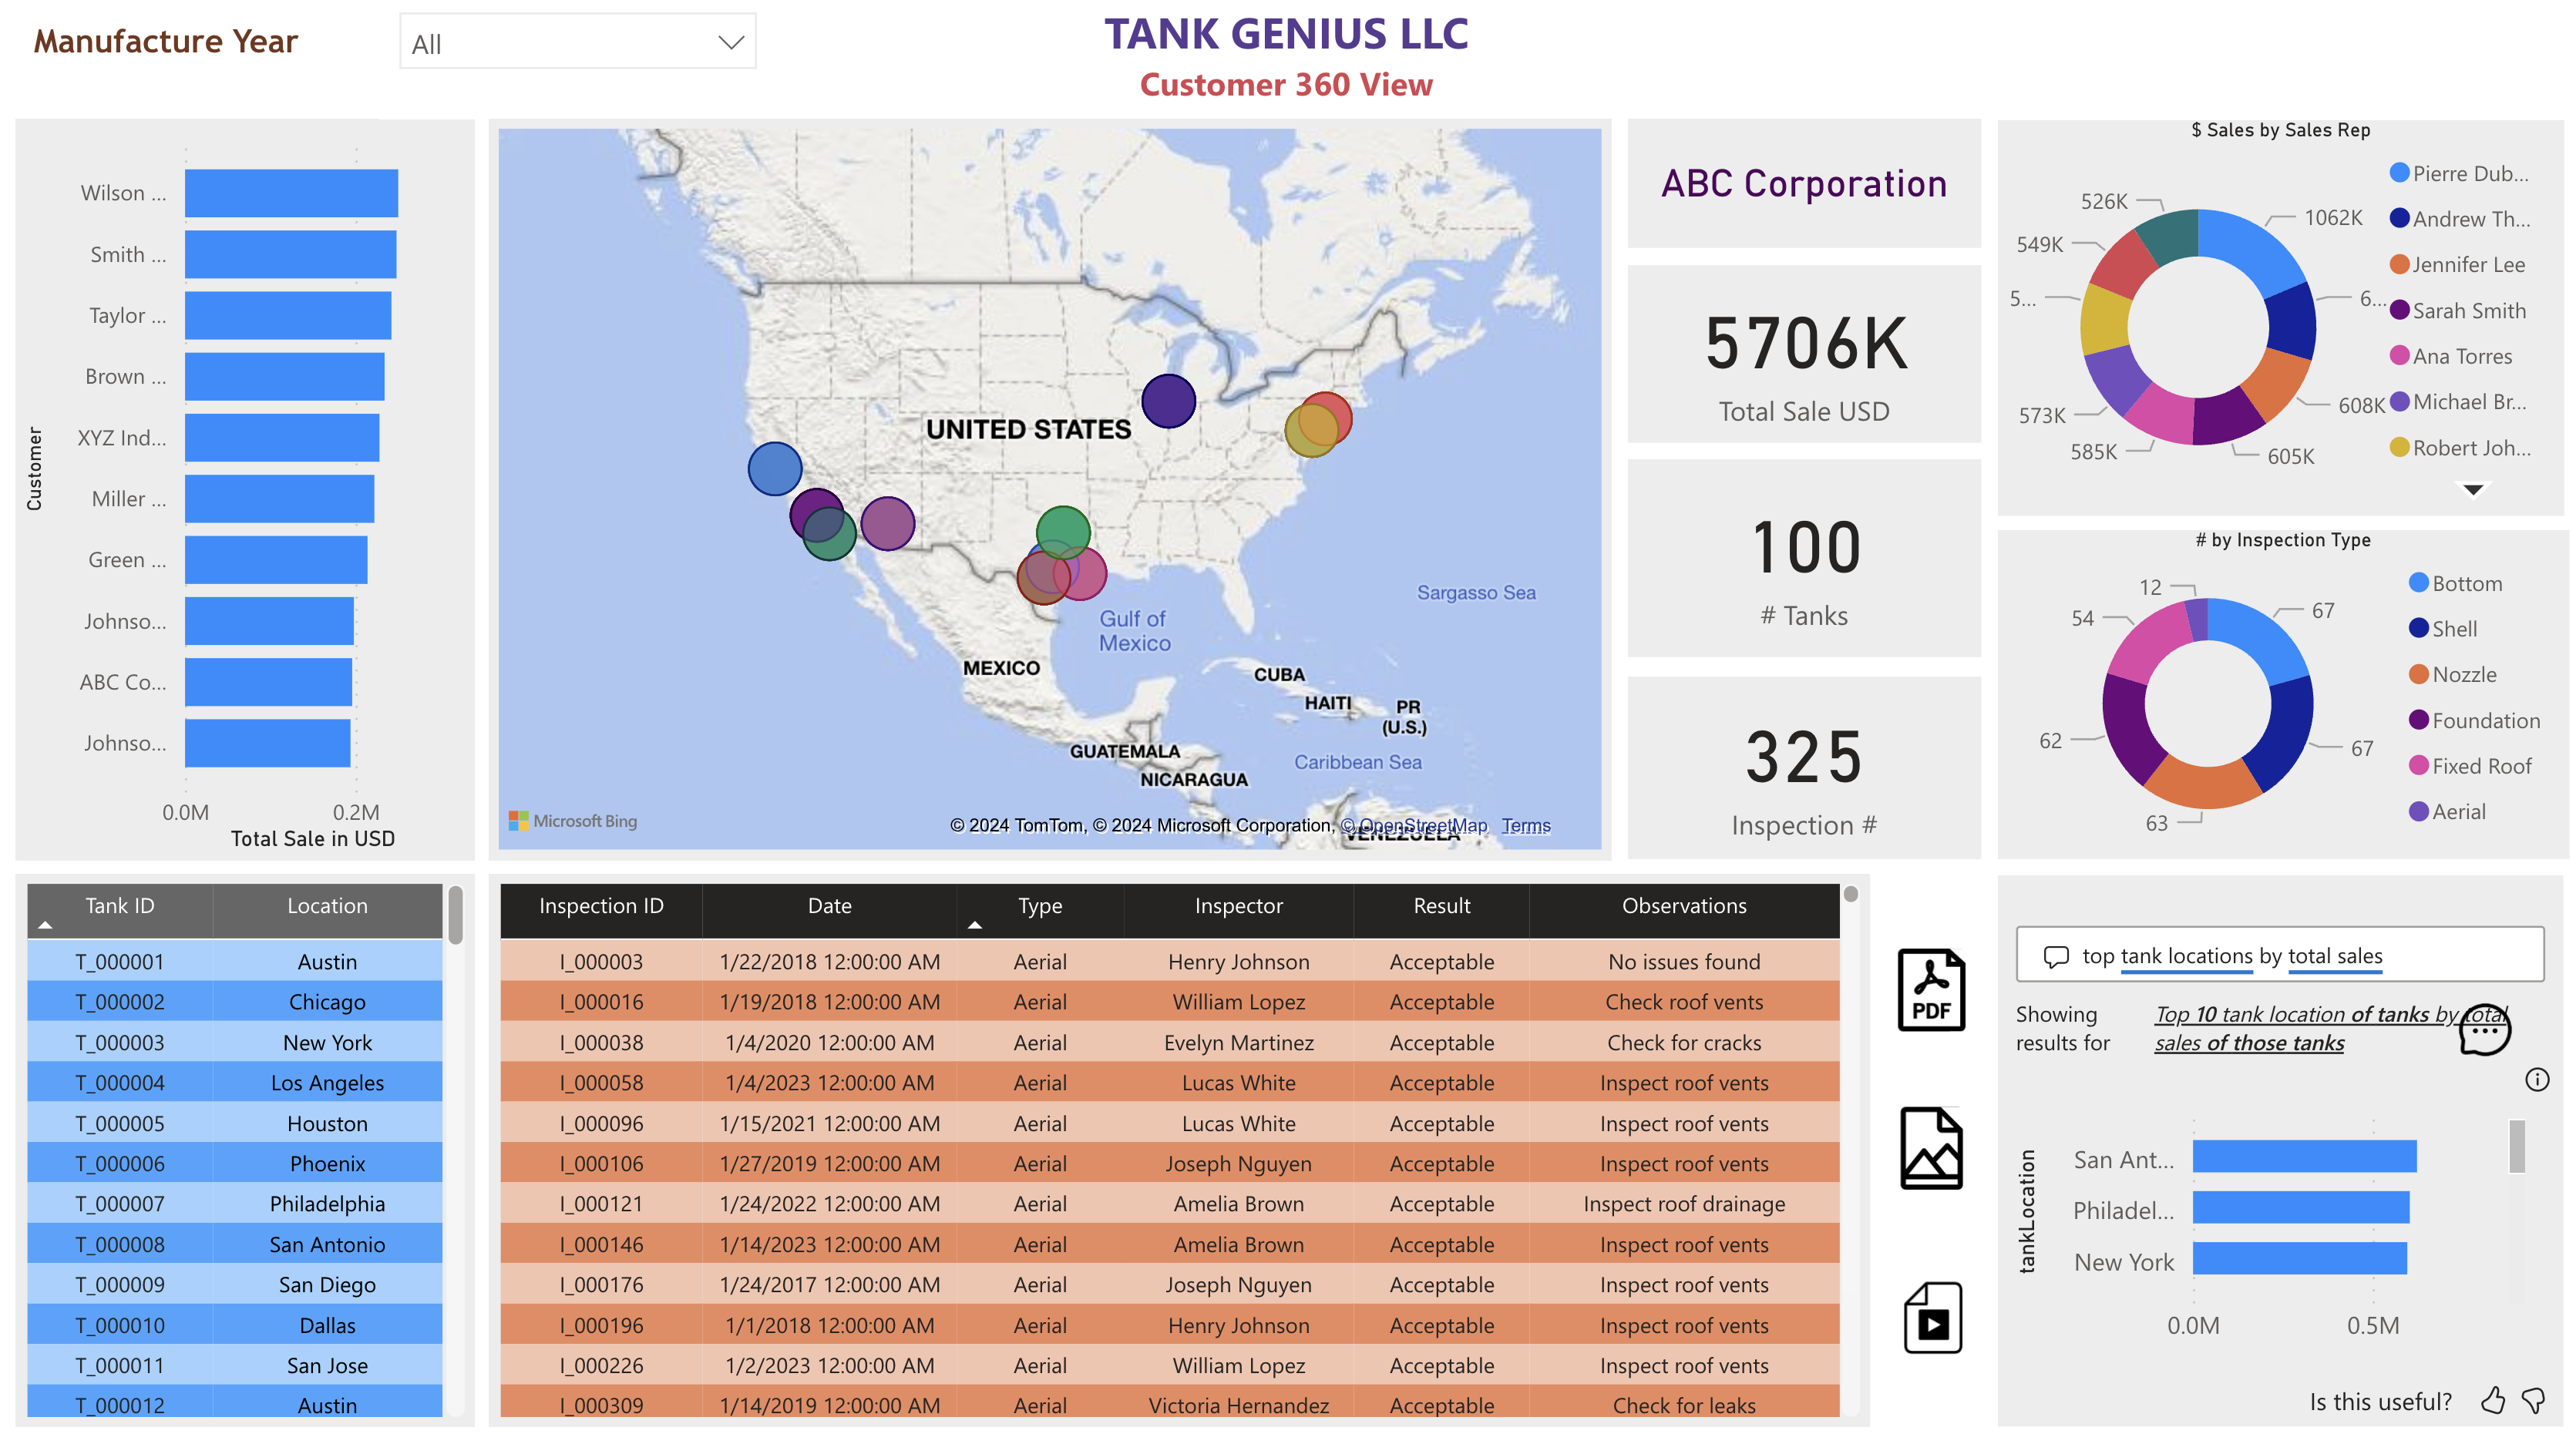 Manufacture Year
All
TANK GENIUS LLC
Customer 360 View
Customer
Wilson ...
Smith ...
Taylor ...
Brown ...
XYZ Ind...
Miller ...
Green ...
Johnso...
ABC Co...
Johnso...
0.0M 0.2M
Total Sale in USD
UNITED STATES
Sargasso Sea
Gulf of
Mexico
MEXICO
CUBA
HAITI
PR
(U.S.)
GUATEMALA
Caribbean Sea
NICARAGUA
VENEZUELA
Microsoft Bing
© 2024 TomTom, © 2024 Microsoft Corporation, © OpenStreetMap Terms
ABC Corporation
5706K
Total Sale USD
100
# Tanks
325
Inspection #
$ Sales by Sales Rep
526K
1062K
549K
5...
6...
608K
573K
585K
605K
Pierre Dub...
Andrew Th...
Jennifer Lee
Sarah Smith
Ana Torres
Michael Br...
Robert Joh...
# by Inspection Type
12
67
54
62
67
63
Bottom
Shell
Nozzle
Foundation
Fixed Roof
Aerial
Tank ID Location
T_000001 Austin
T_000002 Chicago
T_000003 New York
T_000004 Los Angeles
T_000005 Houston
T_000006 Phoenix
T_000007 Philadelphia
T_000008 San Antonio
T_000009 San Diego
T_000010 Dallas
T_000011 San Jose
T_000012 Austin
Inspection ID Date Type Inspector Result Observations
I_000003 1/22/2018 12:00:00 AM Aerial Henry Johnson Acceptable No issues found
I_000016 1/19/2018 12:00:00 AM Aerial William Lopez Acceptable Check roof vents
I_000038 1/4/2020 12:00:00 AM Aerial Evelyn Martinez Acceptable Check for cracks
I_000058 1/4/2023 12:00:00 AM Aerial Lucas White Acceptable Inspect roof vents
I_000096 1/15/2021 12:00:00 AM Aerial Lucas White Acceptable Inspect roof vents
I_000106 1/27/2019 12:00:00 AM Aerial Joseph Nguyen Acceptable Inspect roof vents
I_000121 1/24/2022 12:00:00 AM Aerial Amelia Brown Acceptable Inspect roof drainage
I_000146 1/14/2023 12:00:00 AM Aerial Amelia Brown Acceptable Inspect roof vents
I_000176 1/24/2017 12:00:00 AM Aerial Joseph Nguyen Acceptable Inspect roof vents
I_000196 1/1/2018 12:00:00 AM Aerial Henry Johnson Acceptable Inspect roof vents
I_000226 1/2/2023 12:00:00 AM Aerial William Lopez Acceptable Inspect roof vents
I_000309 1/14/2019 12:00:00 AM Aerial Victoria Hernandez Acceptable Check for leaks
PDF
top tank locations by total sales
Showing
results for
Top 10 tank location of tanks by total
sales of those tanks
tankLocation
San Ant...
Philadel...
New York
0.0M 0.5M
Is this useful?